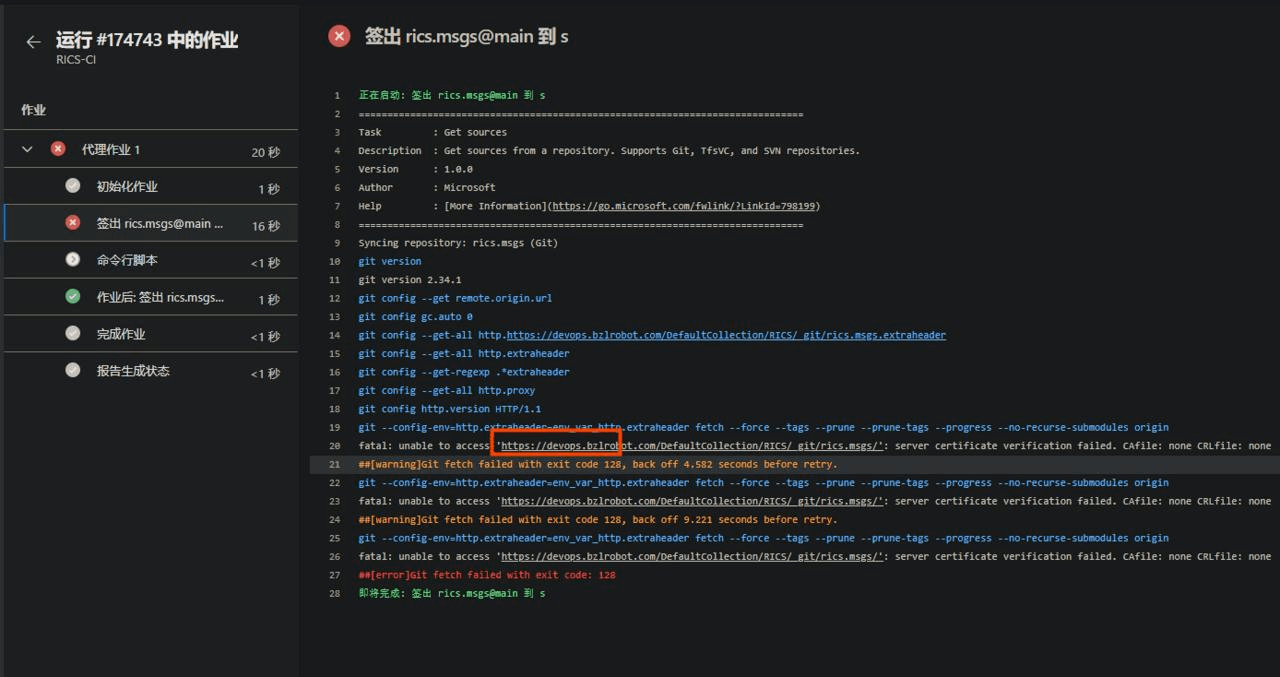 运行 #174743 中的作业
RICS-CI
作业
代理作业 1 20 秒
初始化作业 1 秒
签出 rics.msgs@main ... 16 秒
命令行脚本 <1 秒
作业后: 签出 rics.msgs... 1 秒
完成作业 <1 秒
报告生成状态 <1 秒
签出 rics.msgs@main 到 s
1 正在启动: 签出 rics.msgs@main 到 s
2 ==============================================================================
3 Task : Get sources
4 Description : Get sources from a repository. Supports Git, TfsVC, and SVN repositories.
5 Version : 1.0.0
6 Author : Microsoft
7 Help : [More Information](https://go.microsoft.com/fwlink/?LinkId=798199)
8 ==============================================================================
9 Syncing repository: rics.msgs (Git)
10 git version
11 git version 2.34.1
12 git config --get remote.origin.url
13 git config gc.auto 0
14 git config --get-all http.https://devops.bzlrobot.com/DefaultCollection/RICS/_git/rics.msgs.extraheader
15 git config --get-all http.extraheader
16 git config --get-regexp .*extraheader
17 git config --get-all http.proxy
18 git config http.version HTTP/1.1
19 git --config-env=http.extraheader=env_var_http.extraheader fetch --force --tags --prune --prune-tags --progress --no-recurse-submodules origin
20 fatal: unable to access 'https://devops.bzlrobot.com/DefaultCollection/RICS/_git/rics.msgs/': server certificate verification failed. CAfile: none CRLfile: none
21 ##[warning]Git fetch failed with exit code 128, back off 4.582 seconds before retry.
22 git --config-env=http.extraheader=env_var_http.extraheader fetch --force --tags --prune --prune-tags --progress --no-recurse-submodules origin
23 fatal: unable to access 'https://devops.bzlrobot.com/DefaultCollection/RICS/_git/rics.msgs/': server certificate verification failed. CAfile: none CRLfile: none
24 ##[warning]Git fetch failed with exit code 128, back off 9.221 seconds before retry.
25 git --config-env=http.extraheader=env_var_http.extraheader fetch --force --tags --prune --prune-tags --progress --no-recurse-submodules origin
26 fatal: unable to access 'https://devops.bzlrobot.com/DefaultCollection/RICS/_git/rics.msgs/': server certificate verification failed. CAfile: none CRLfile: none
27 ##[error]Git fetch failed with exit code: 128
28 即将完成: 签出 rics.msgs@main 到 s